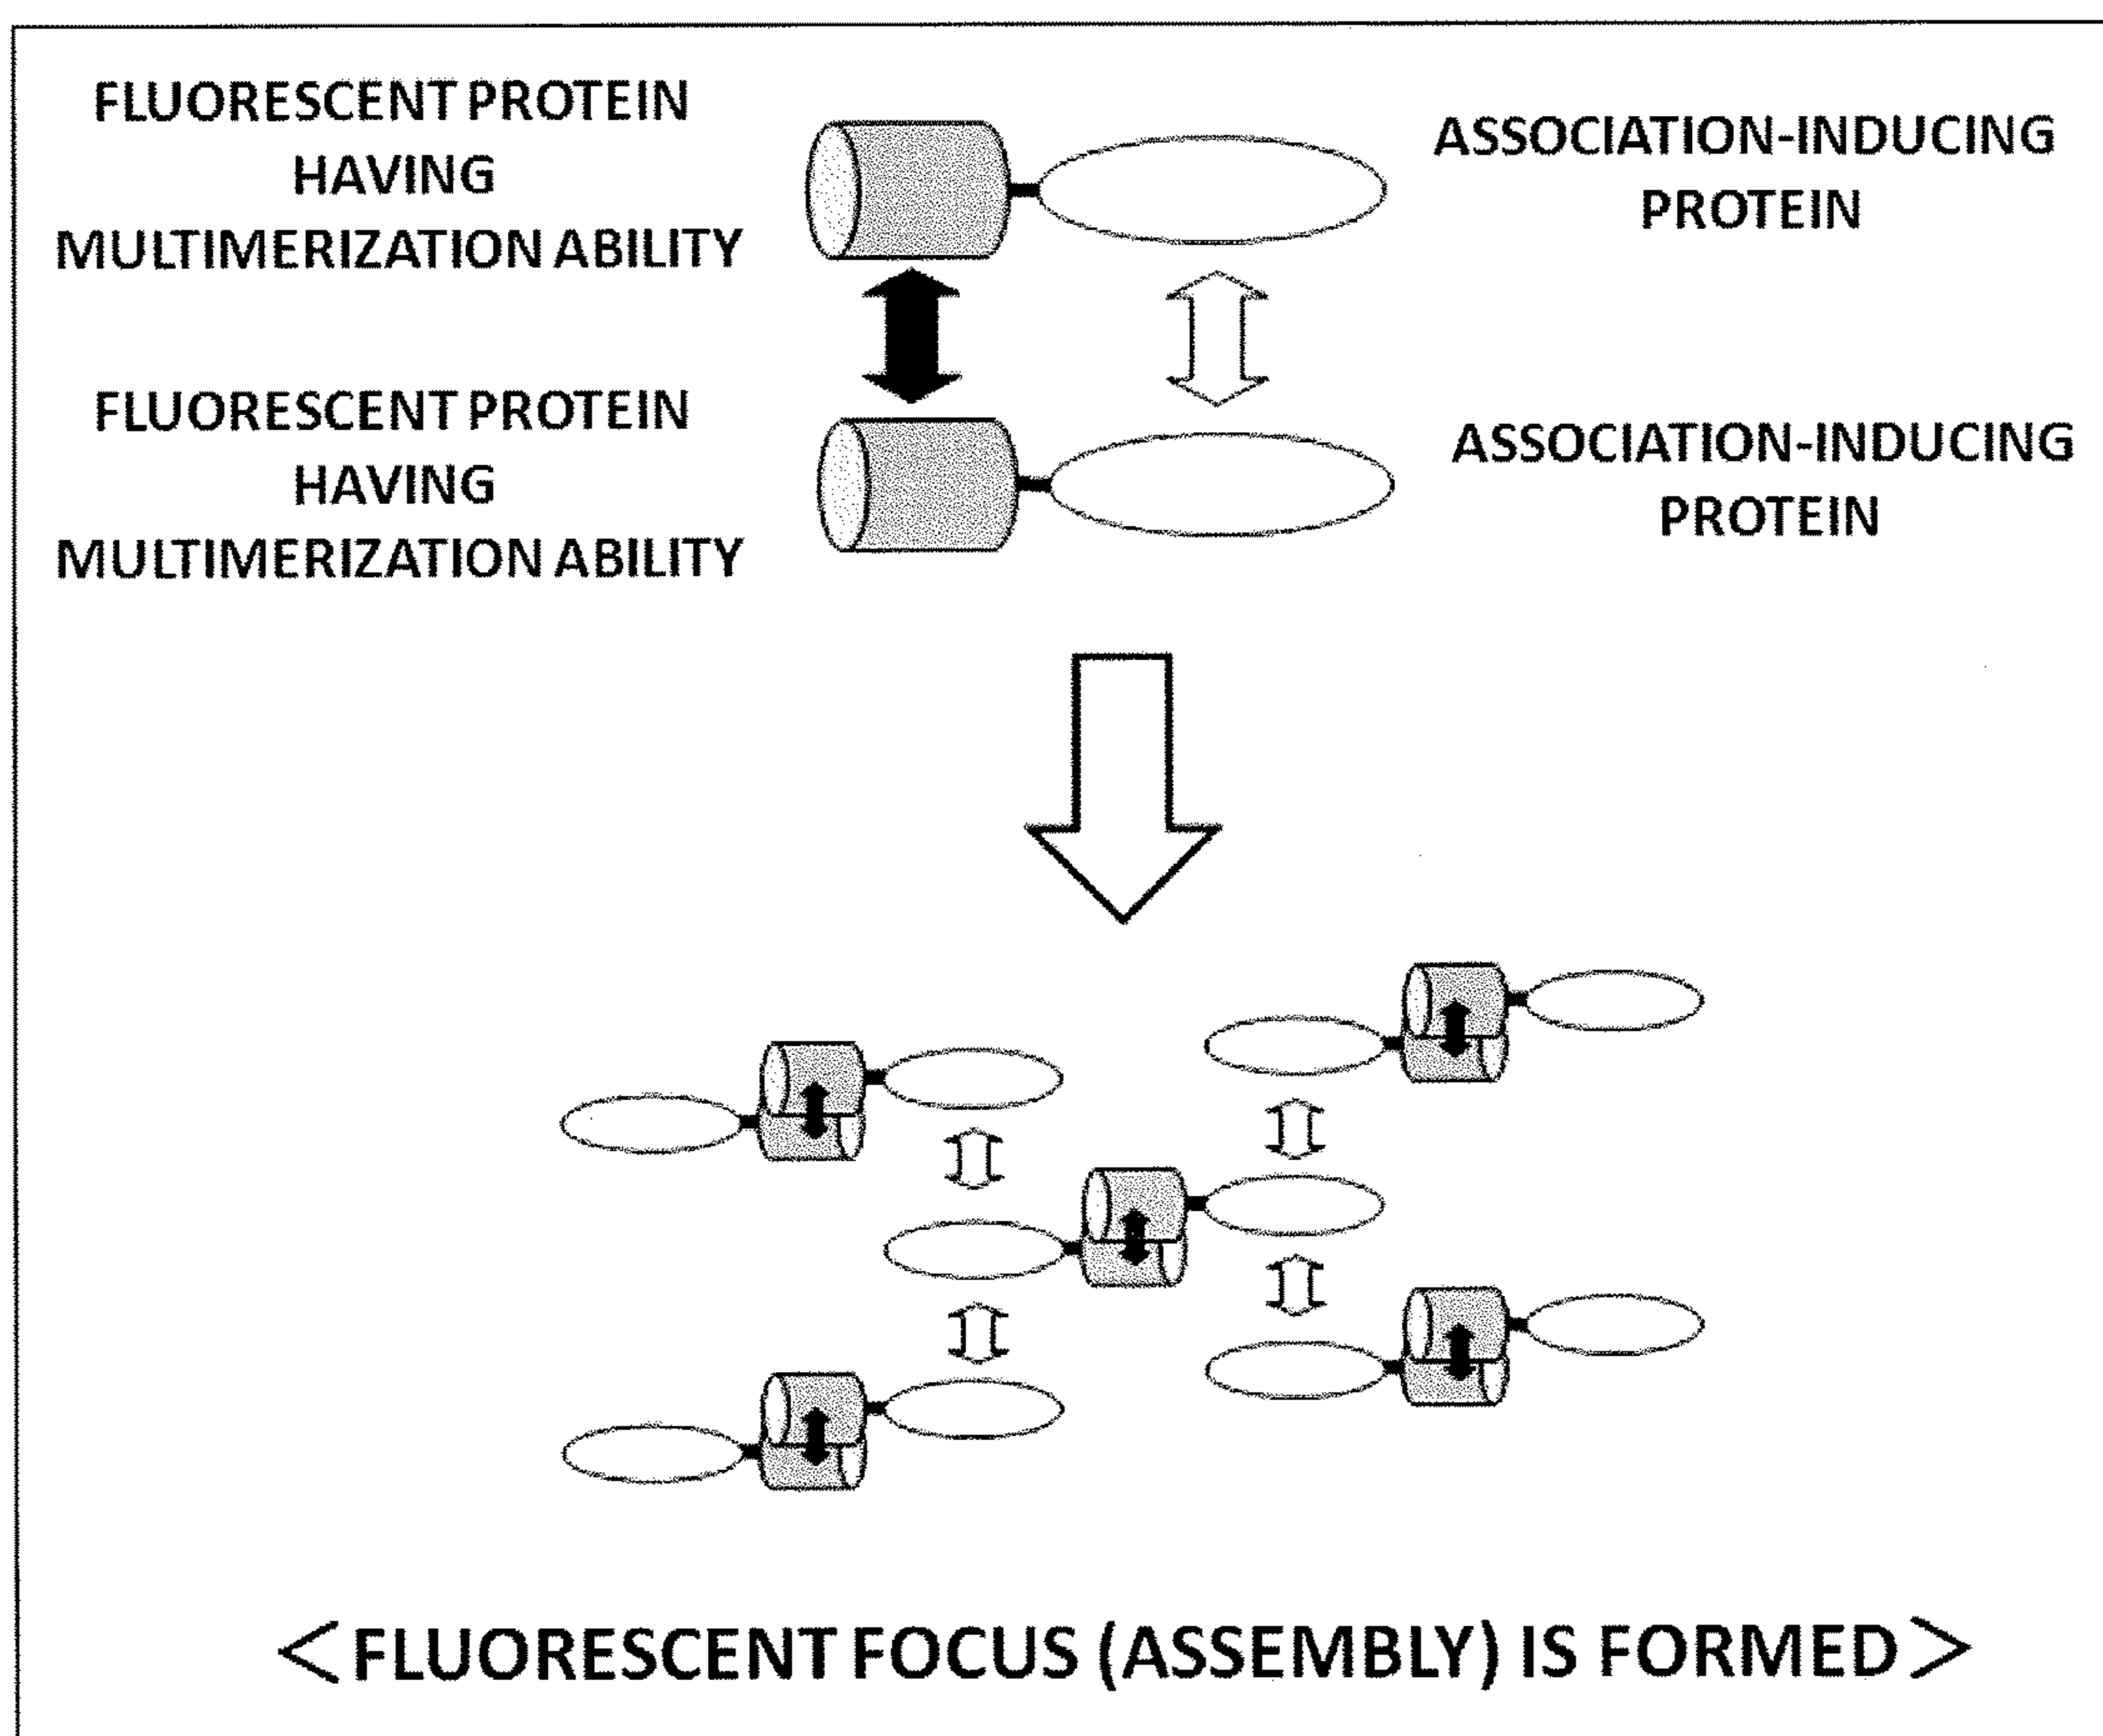 FLUORESCENT PROTEIN
HAVING
MULTIMERIZATION ABILITY
ASSOCIATION-INDUCING
PROTEIN
FLUORESCENT PROTEIN
HAVING
MULTIMERIZATION ABILITY
ASSOCIATION-INDUCING
PROTEIN
<FLUORESCENT FOCUS (ASSEMBLY) IS FORMED>